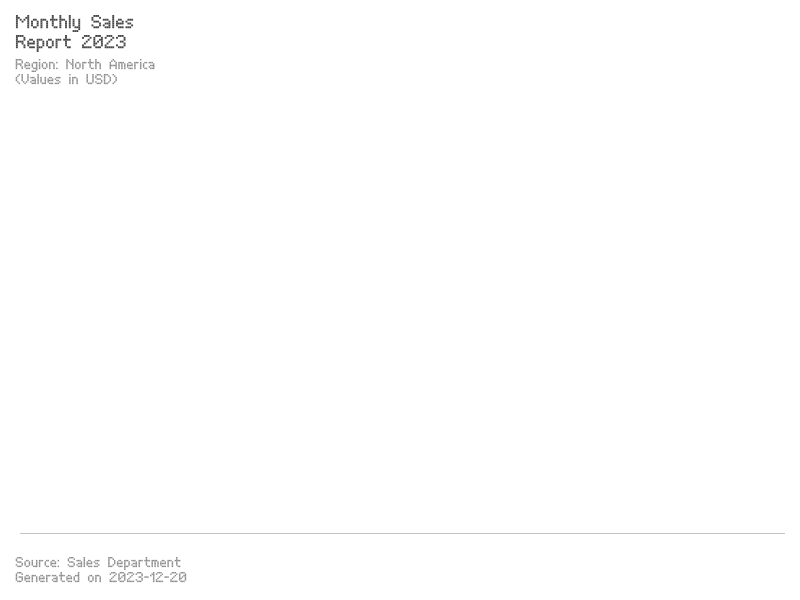 Monthly Sales
Report 2023
Region: North America
(Values in USD)
Source: Sales Department
Generated on 2023-12-20